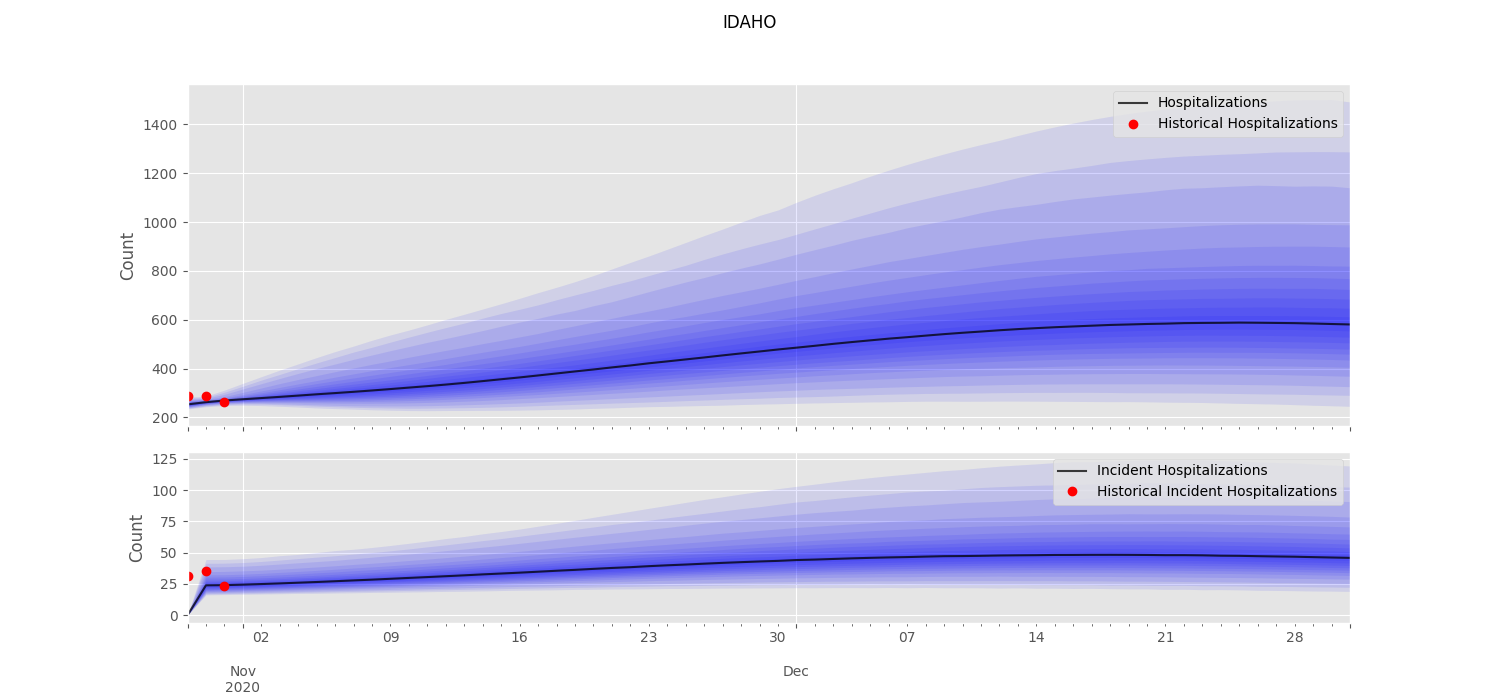 IDAHO
Count
1400
1200
1000
800
600
400
200
Hospitalizations
Historical Hospitalizations
Count
125
100
75
50
25
0
Incident Hospitalizations
Historical Incident Hospitalizations
02 09 16 23 30 07 14 21 28
Nov Dec
2020